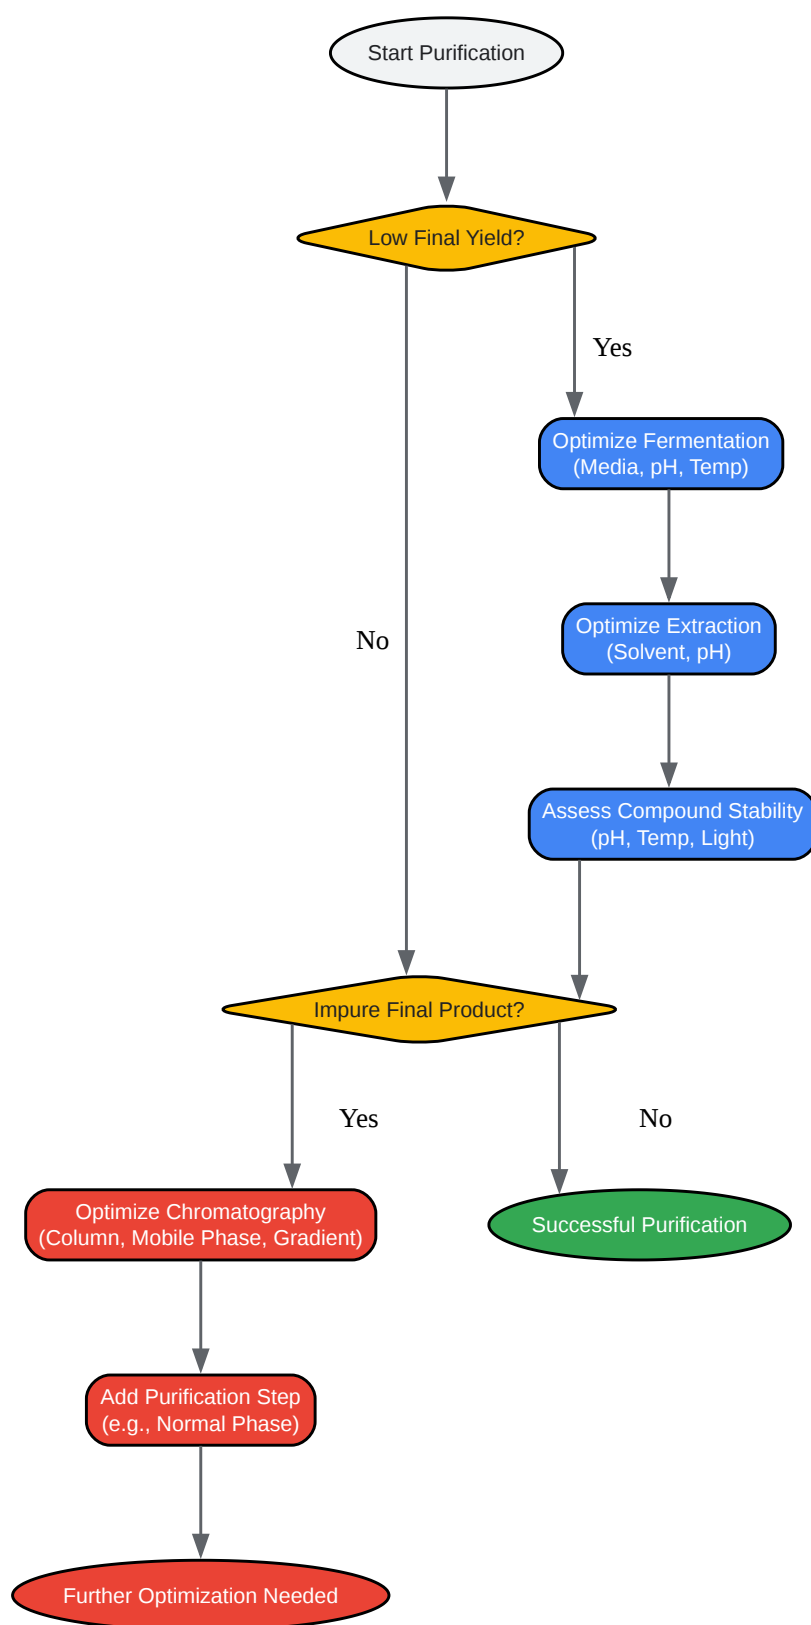 Start Purification
Low Final Yield?
Yes
Optimize Fermentation
(Media, pH, Temp)
No
Optimize Extraction
(Solvent, pH)
Assess Compound Stability
(pH, Temp, Light)
Impure Final Product?
Yes
No
Optimize Chromatography
(Column, Mobile Phase, Gradient)
Successful Purification
Add Purification Step
(e.g., Normal Phase)
Further Optimization Needed